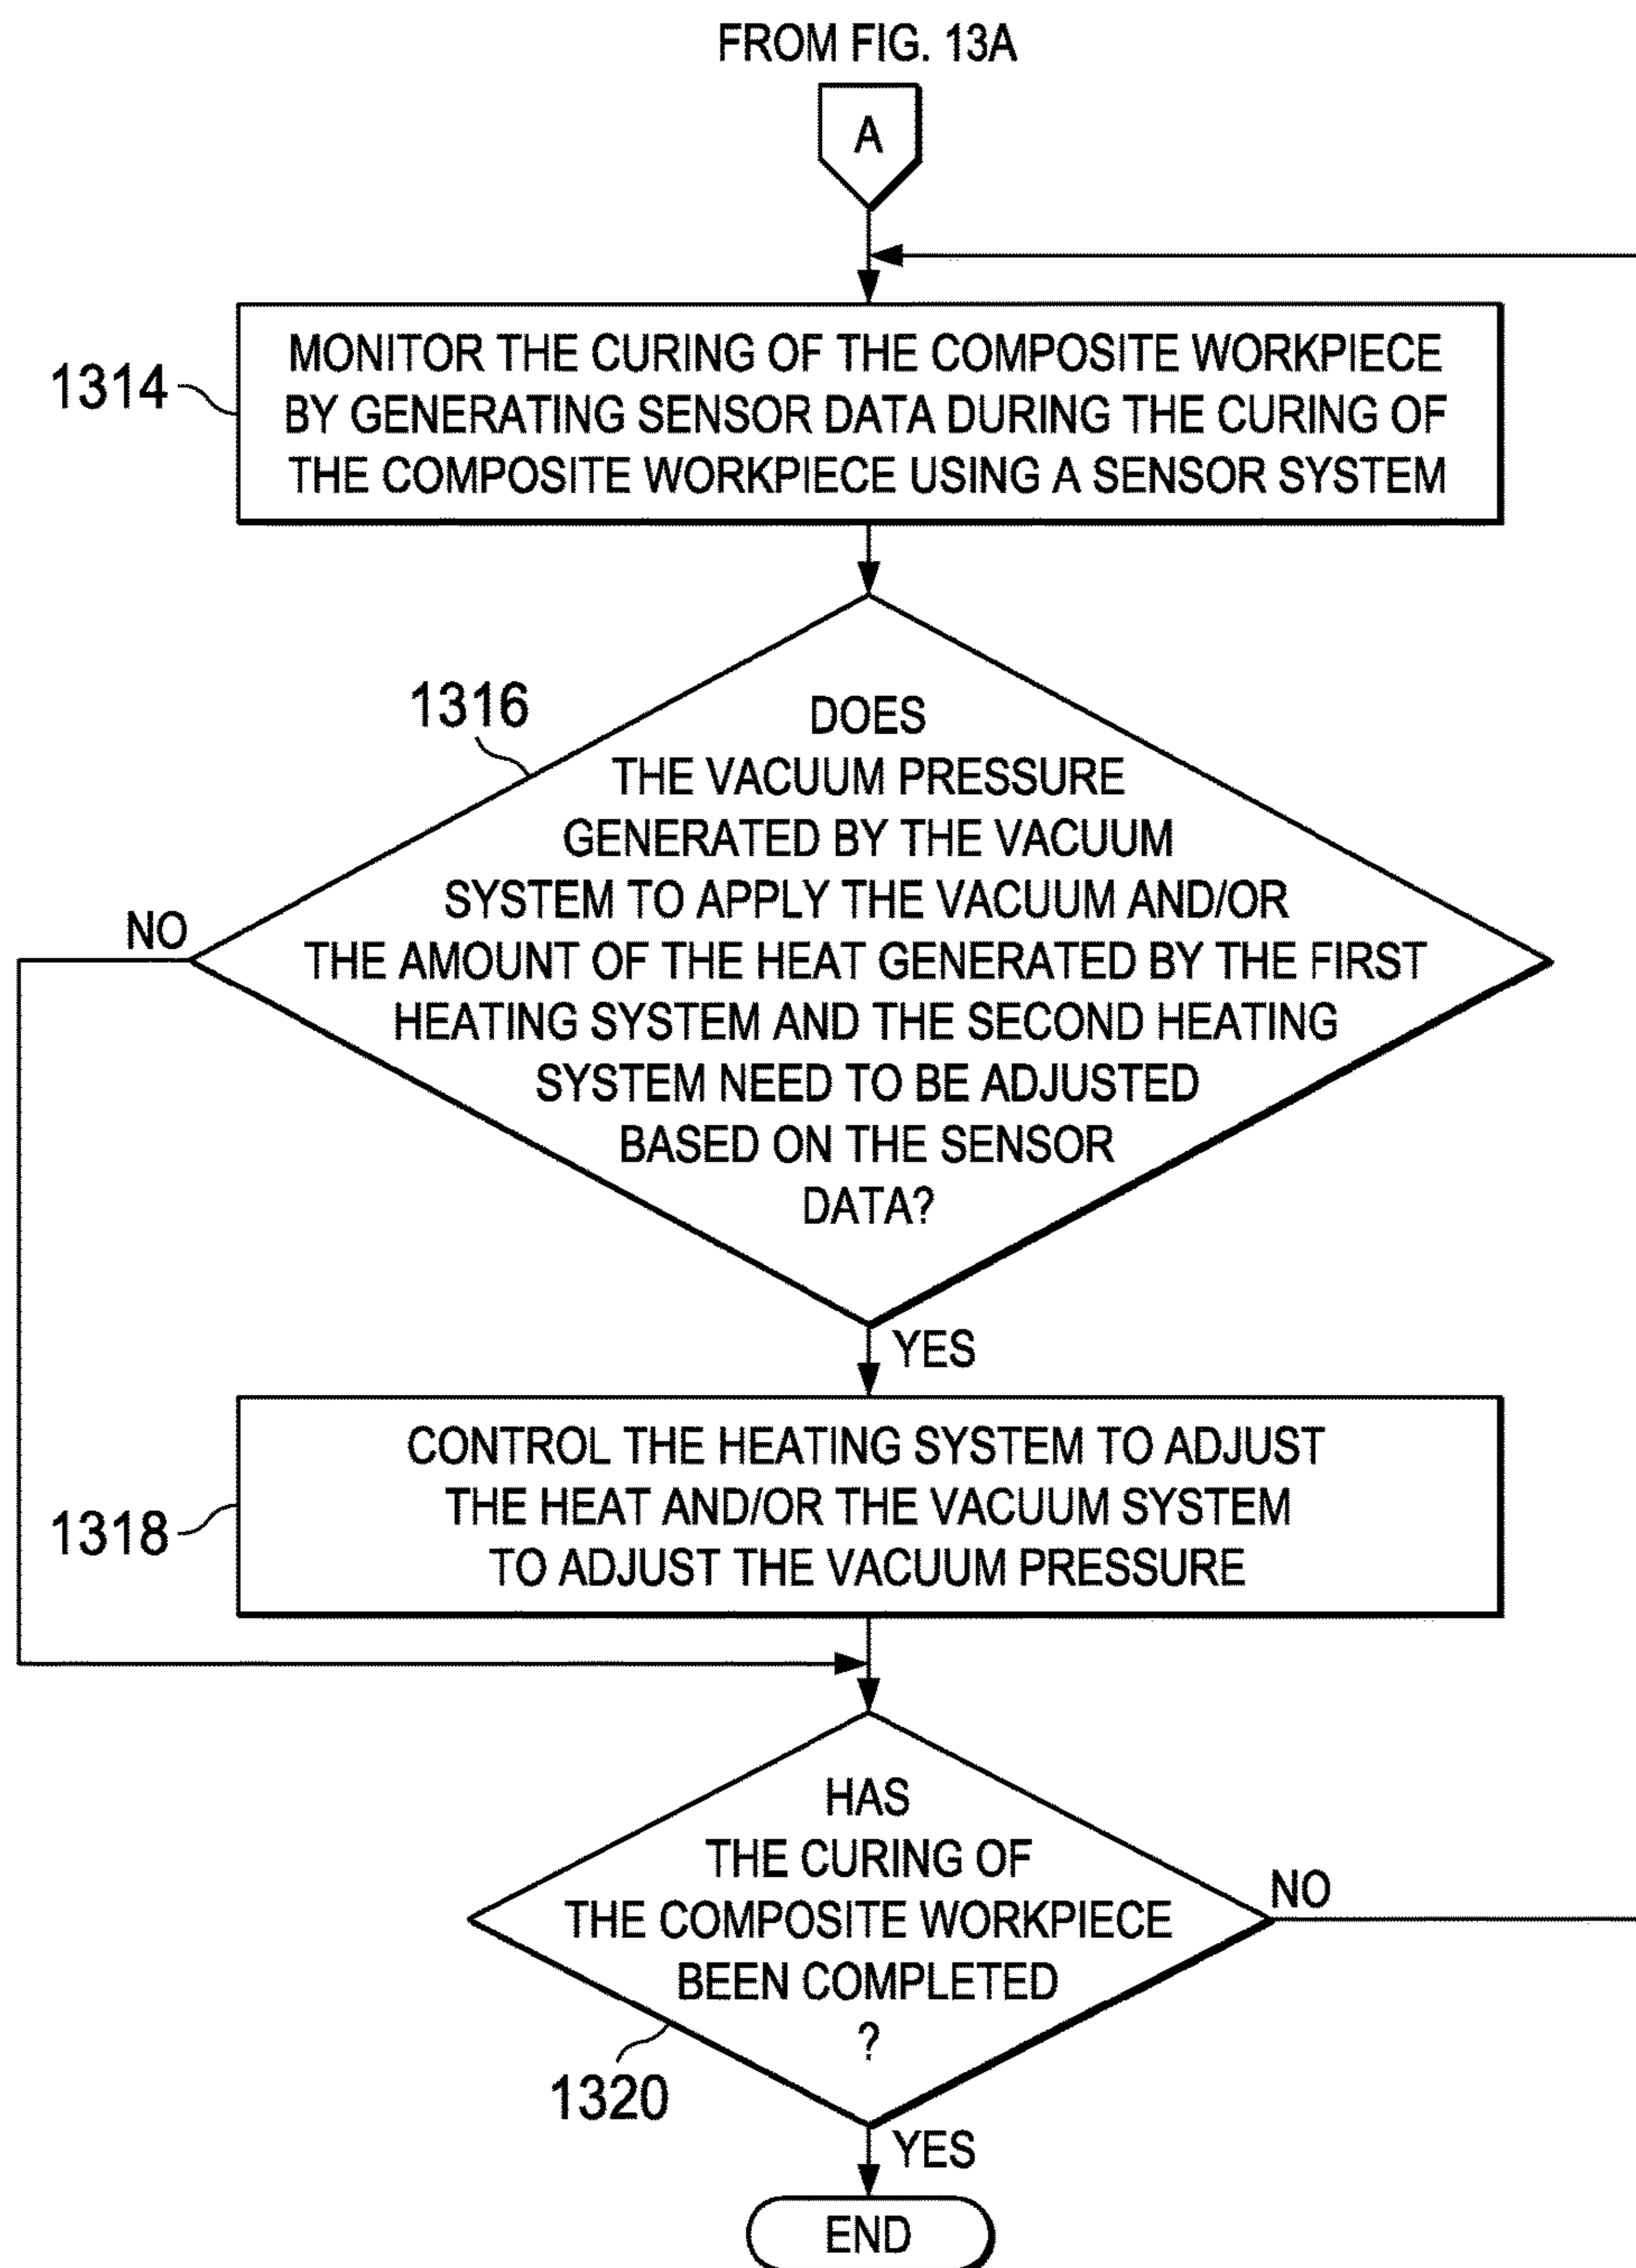 FROM FIG. 13A
A
1314
MONITOR THE CURING OF THE COMPOSITE WORKPIECE
BY GENERATING SENSOR DATA DURING THE CURING OF
THE COMPOSITE WORKPIECE USING A SENSOR SYSTEM
1316
DOES
THE VACUUM PRESSURE
GENERATED BY THE VACUUM
SYSTEM TO APPLY THE VACUUM AND/OR
THE AMOUNT OF THE HEAT GENERATED BY THE FIRST
HEATING SYSTEM AND THE SECOND HEATING
SYSTEM NEED TO BE ADJUSTED
BASED ON THE SENSOR
DATA?
NO
YES
1318
CONTROL THE HEATING SYSTEM TO ADJUST
THE HEAT AND/OR THE VACUUM SYSTEM
TO ADJUST THE VACUUM PRESSURE
HAS
THE CURING OF
THE COMPOSITE WORKPIECE
BEEN COMPLETED
?
NO
1320
YES
END